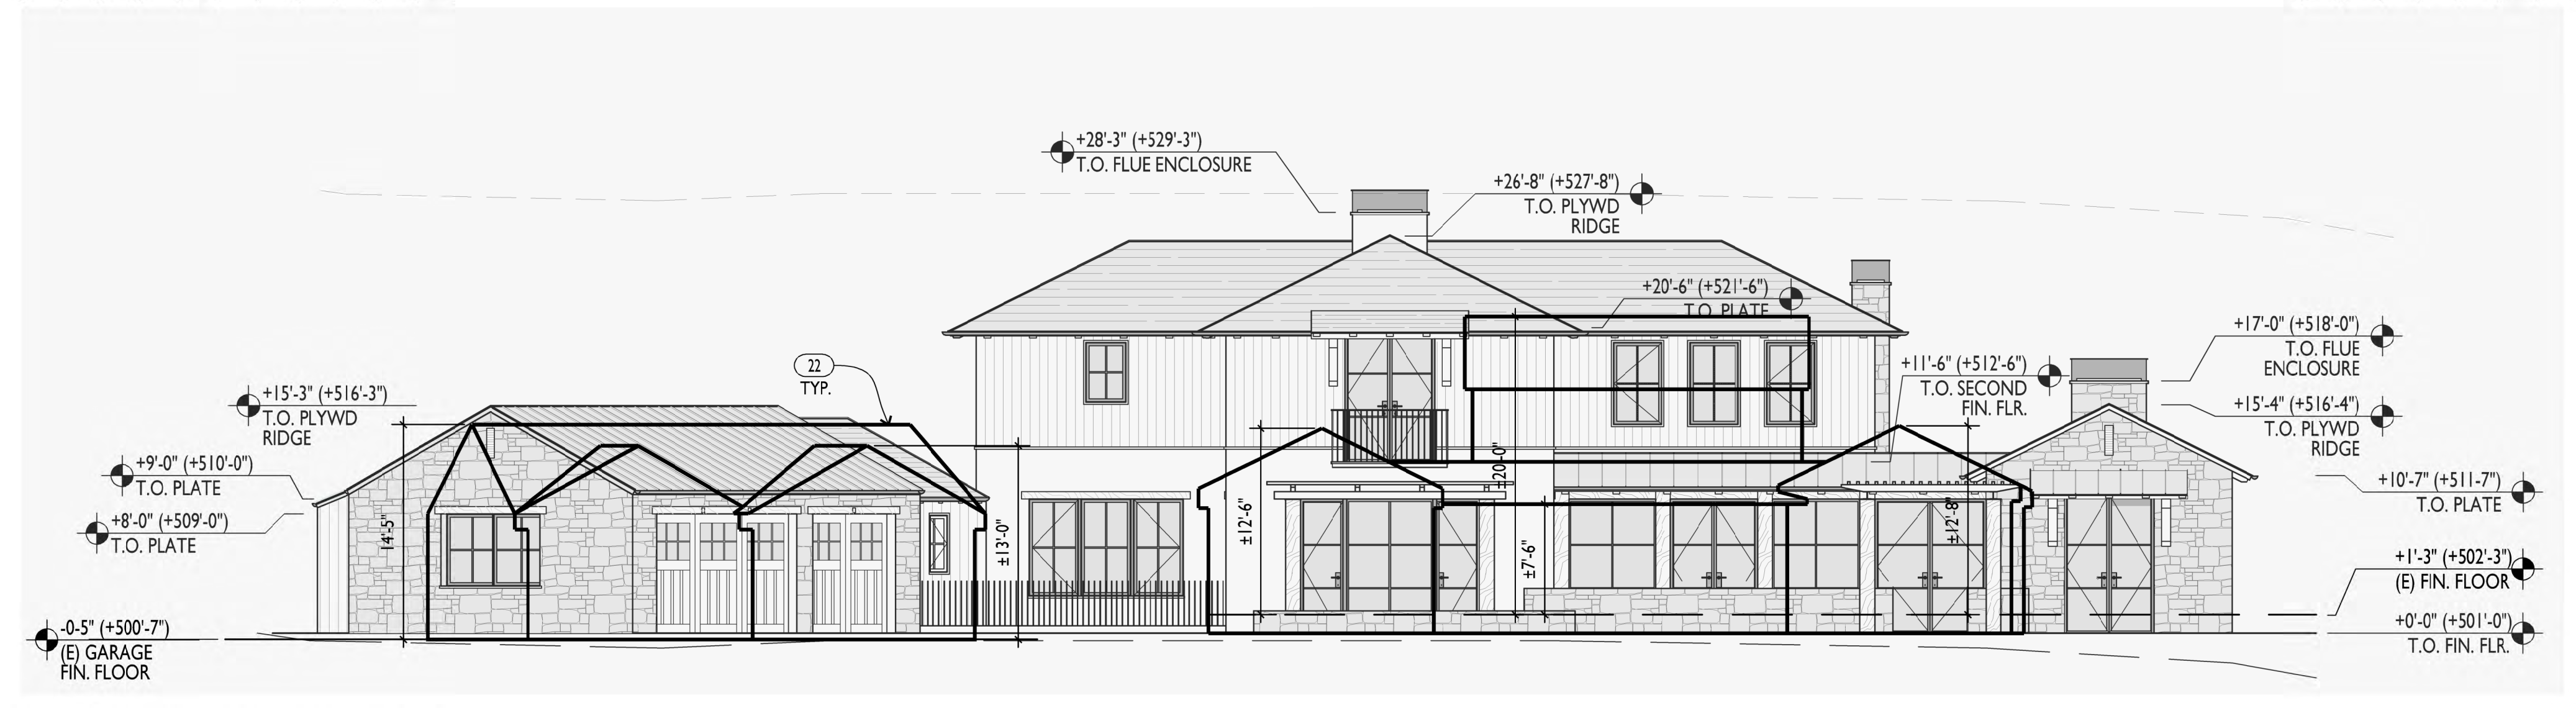 +28'-3" (+529'-3")
T.O. FLUE ENCLOSURE
+26'-8" (+527'-8")
T.O. PLYWD
RIDGE
+20'-6" (+521'-6")
T.O. PLATE
+17'-0" (+518'-0")
T.O. FLUE
ENCLOSURE
22
TYP.
+11'-6" (+512'-6")
T.O. SECOND
FIN. FLR.
+15'-3" (+516'-3")
T.O. PLYWD
RIDGE
+15'-4" (+516'-4")
T.O. PLYWD
RIDGE
+9'-0" (+510'-0")
T.O. PLATE
+10'-7" (+511-7")
T.O. PLATE
+8'-0" (+509'-0")
T.O. PLATE
14'-5"
±13'-0"
±12'-6"
±20'-0"
±7'-6"
±12'-8"
+1'-3" (+502'-3")
(E) FIN. FLOOR
-0-5" (+500'-7")
(E) GARAGE
FIN. FLOOR
+0'-0" (+501'-0")
T.O. FIN. FLR.